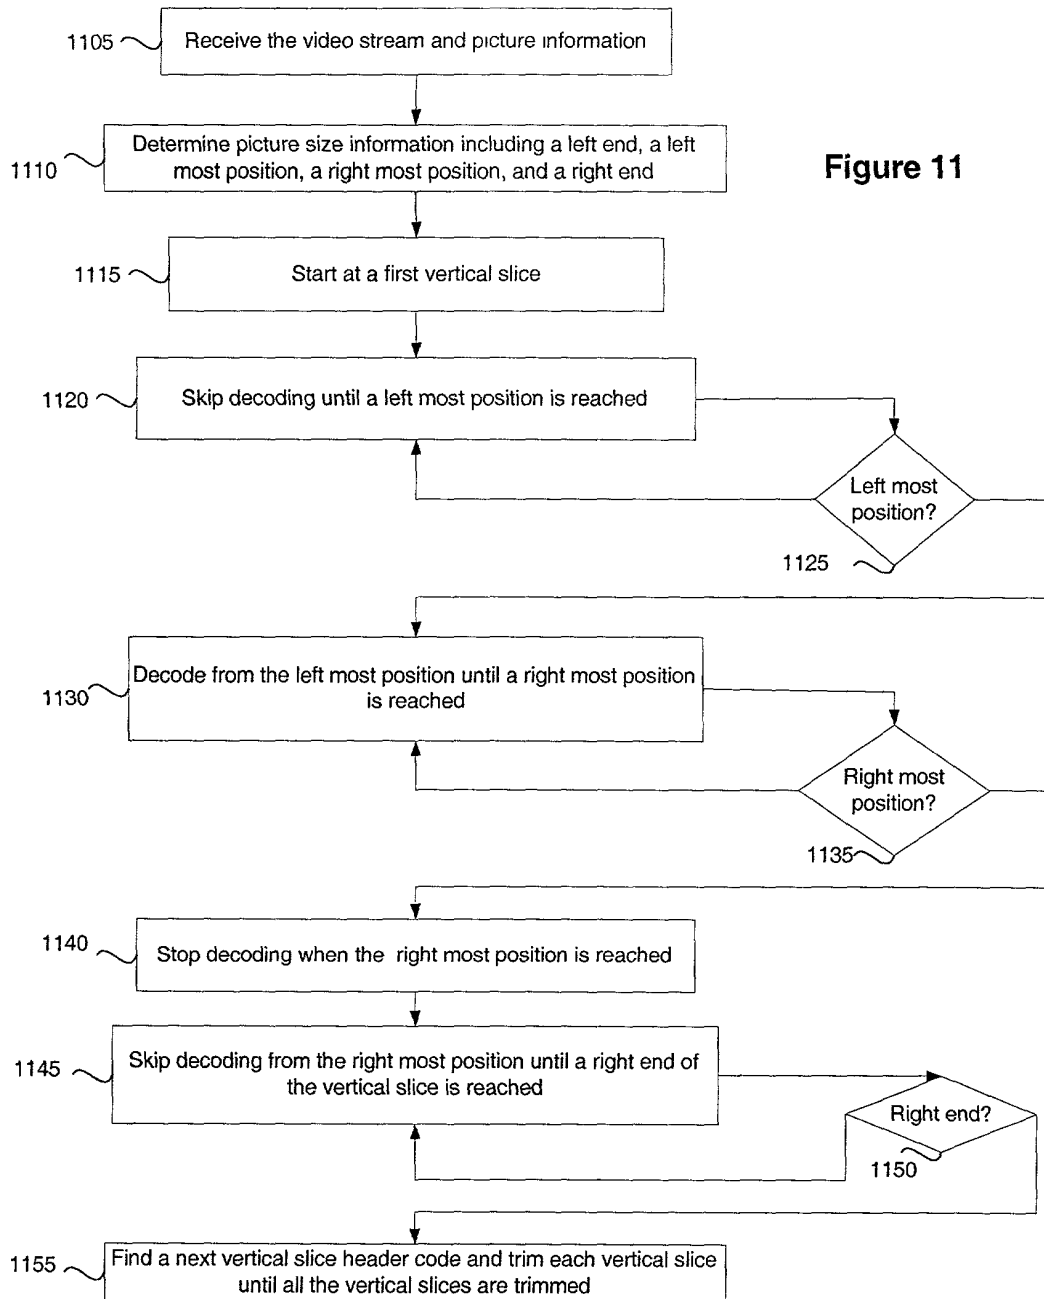 1105
Receive the video stream and picture information
1110
Determine picture size information including a left end, a left
most position, a right most position, and a right end
Figure 11
1115
Start at a first vertical slice
1120
Skip decoding until a left most position is reached
Left most
position?
1125
1130
Decode from the left most position until a right most position
is reached
Right most
position?
1135
1140
Stop decoding when the right most position is reached
1145
Skip decoding from the right most position until a right end of
the vertical slice is reached
Right end?
1150
1155
Find a next vertical slice header code and trim each vertical slice
until all the vertical slices are trimmed